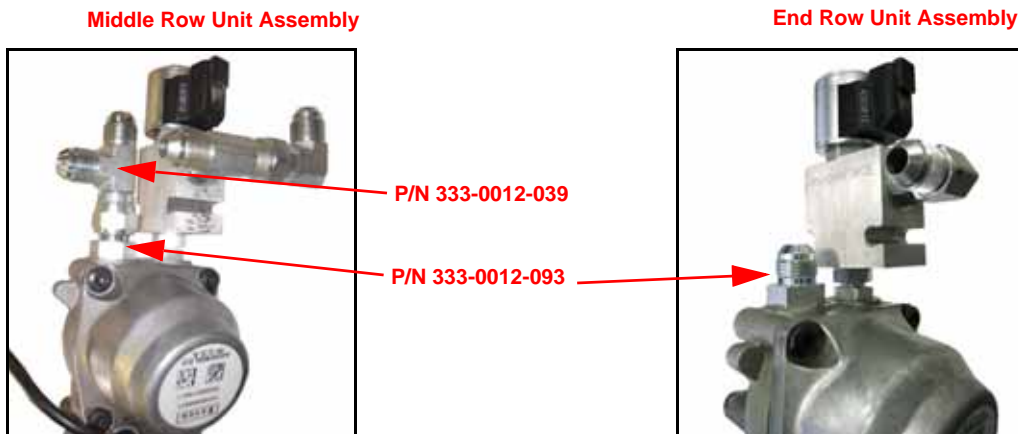 Middle Row Unit Assembly
End Row Unit Assembly
P/N 333-0012-039
P/N 333-0012-093